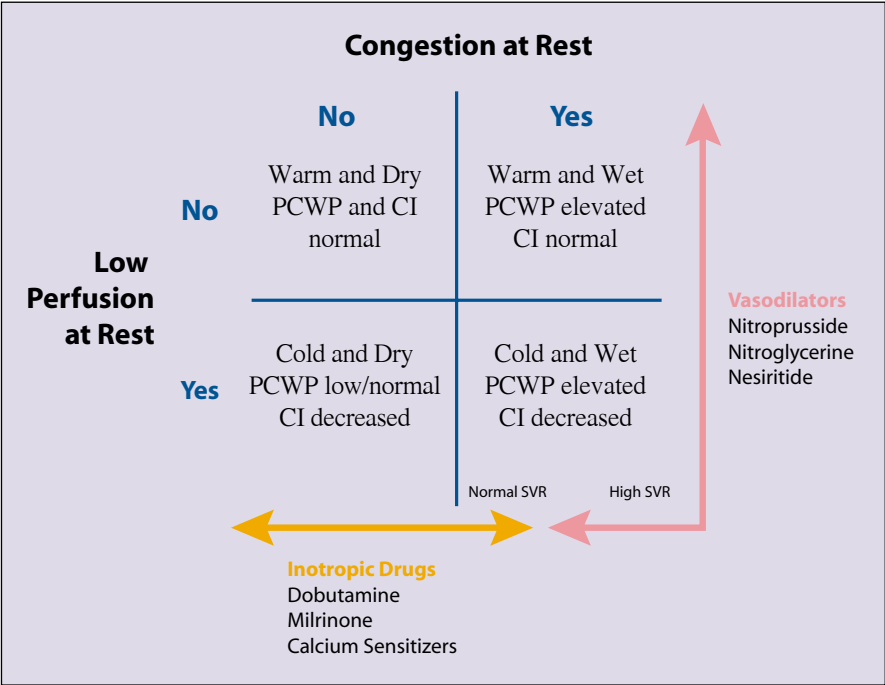 Congestion at Rest
No
Yes
Warm and Dry
PCWP and CI
normal
Warm and Wet
PCWP elevated
CI normal
No
Low
Perfusion
at Rest
Yes
Cold and Dry
PCWP low/normal
CI decreased
Cold and Wet
PCWP elevated
CI decreased
Vasodilators
Nitroprusside
Nitroglycerine
Nesiritide
Normal SVR
High SVR
Inotropic Drugs
Dobutamine
Milrinone
Calcium Sensitizers